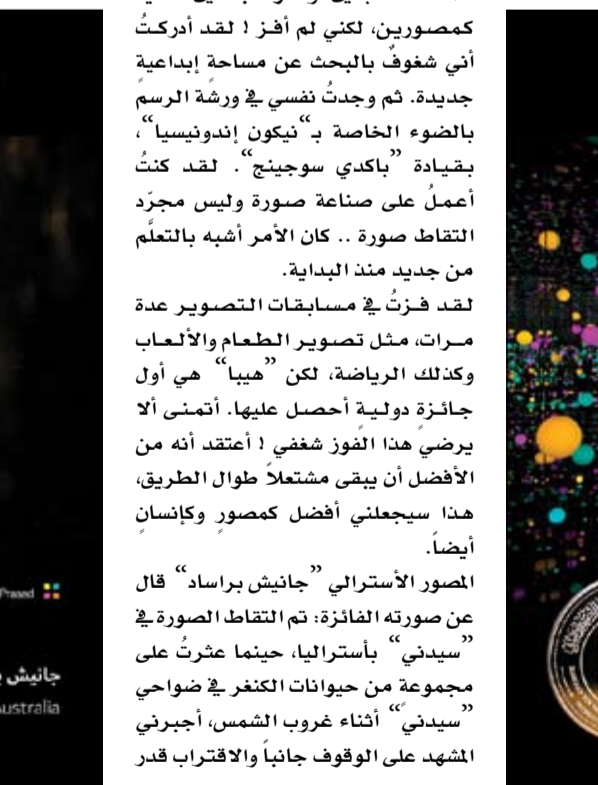 كمصورين، لكني لم أفز ! لقد أدركتُ
أني شغوفٌ بالبحث عن مساحةٍ إبداعيةٍ
جديدة. ثم وجدتُ نفسي في ورشة الرسم
بالضوء الخاصة بـ“نيكون إندونيسيا“،
بقيادة ”باكدي سوجينج“. لقد كنتُ
أعملُ على صناعة صورة وليس مجرّد
التقاط صورة .. كان الأمر أشبه بالتعلّم
من جديد منذ البداية.
لقد فزتُ في مسابقات التصوير عدة
مرات، مثل تصوير الطعام والألعاب
وكذلك الرياضة، لكن ”هيبا“ هي أول
جائزةٍ دوليةٍ أحصل عليها. أتمنى ألا
يرضي هذا الفوز شغفي ! أعتقد أنه من
الأفضل أن يبقى مشتعلاً طوال الطريق،
هذا سيجعلني أفضل كمصورٍ وكإنسانٍ
أيضاً.
المصور الأسترالي ”جانيش براساد“ قال
عن صورته الفائزة: تم التقاط الصورة في
”سيدني“ بأستراليا، حينما عثرتُ على
مجموعةٍ من حيوانات الكنغر في ضواحي
”سيدني“ أثناء غروب الشمس، أجبرني
المشهد على الوقوف جانباً والاقتراب قدر
Prasad
جانيش
Australia